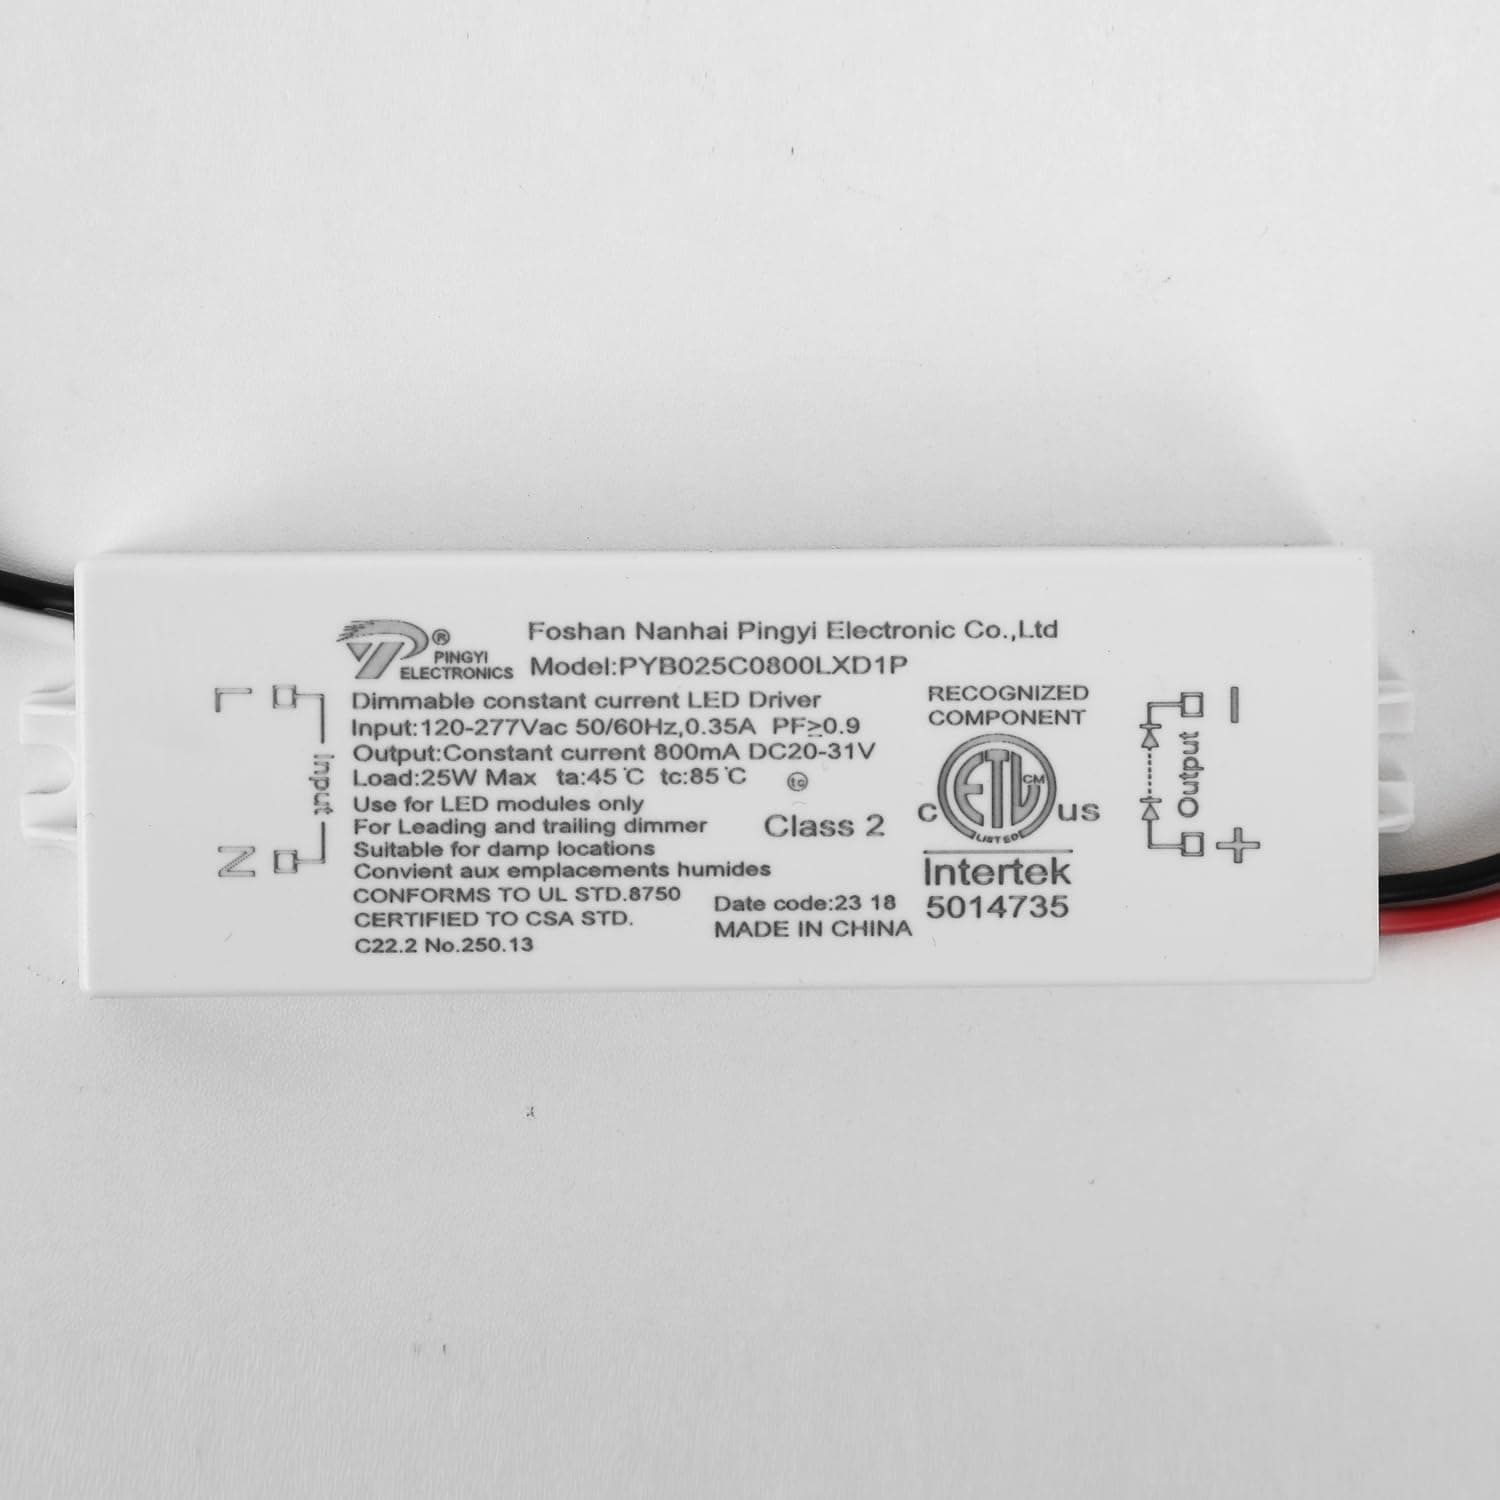 PINGYI®
ELECTRONICS
Foshan Nanhai Pingyi Electronic Co.,Ltd
Model:PYB025C0800LXD1P
Dimmable constant current LED Driver
Input:120-277Vac 50/60Hz,0.35A PF≥0.9
Output:Constant current 800mA DC20-31V
Load:25W Max ta:45℃ tc:85℃ tc
Use for LED modules only
For Leading and trailing dimmer
Suitable for damp locations
Convient aux emplacements humides
CONFORMS TO UL STD.8750
CERTIFIED TO CSA STD.
C22.2 No.250.13
Class 2
Date code:23 18
MADE IN CHINA
RECOGNIZED
COMPONENT
C ETL CM US
LISTED
Intertek
5014735
L
Input
N
-
Output
+